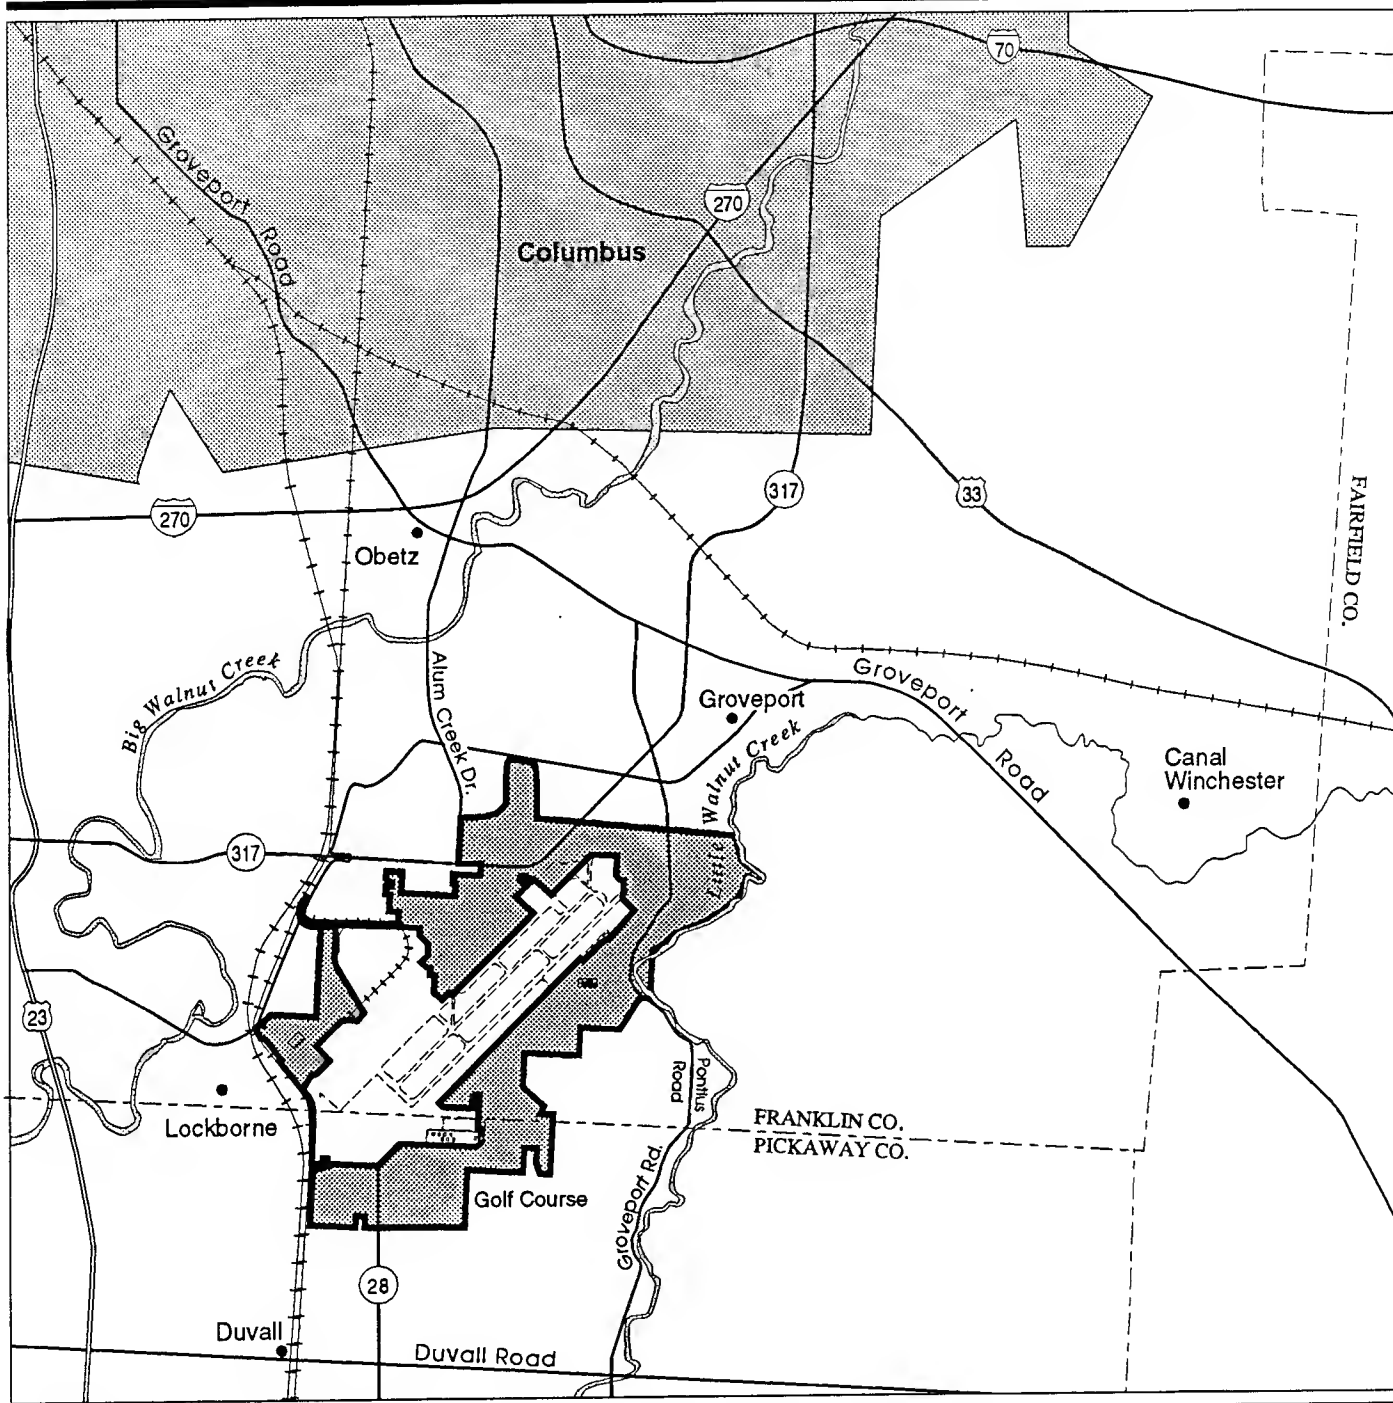 70
Groveport
Road
270
Columbus
317
33
270
Obetz
FAIRFIELD CO.
Big Walnut Creek
Alum Creek Dr.
Groveport
Groveport
Road
Little Walnut Creek
Canal
Winchester
317
23
Lockborne
Pontius
Road
FRANKLIN CO.
PICKAWAY CO.
Groveport Rd.
Golf Course
28
Duvall
Duvall Road